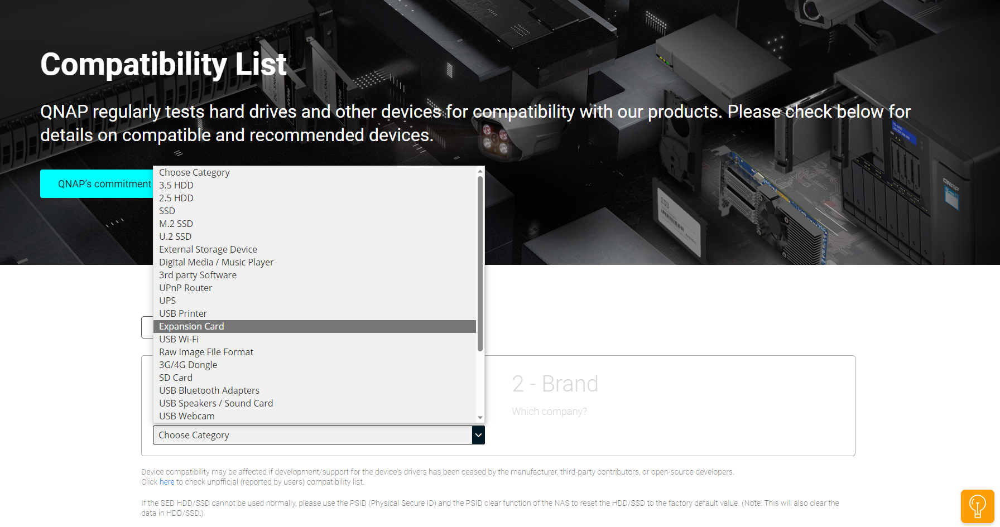 Compatibility List
QNAP regularly tests hard drives and other devices for compatibility with our products. Please check below for
details on compatible and recommended devices.
QNAP's commitment
Choose Category
3.5 HDD
2.5 HDD
SSD
M.2 SSD
U.2 SSD
External Storage Device
Digital Media / Music Player
3rd party Software
UPnP Router
UPS
USB Printer
Expansion Card
USB Wi-Fi
Raw Image File Format
3G/4G Dongle
SD Card
USB Bluetooth Adapters
USB Speakers / Sound Card
USB Webcam
Choose Category
2 - Brand
Which company?
Device compatibility may be affected if development/support for the device's drivers has been ceased by the manufacturer, third-party contributors, or open-source developers.
Click here to check unofficial (reported by users) compatibility list.
If the SED HDD/SSD cannot be used normally, please use the PSID (Physical Secure ID) and the PSID clear function of the NAS to reset the HDD/SSD to the factory default value. (Note: This will also clear the
data in HDD/SSD.)
QNAP
SSD
QNAP